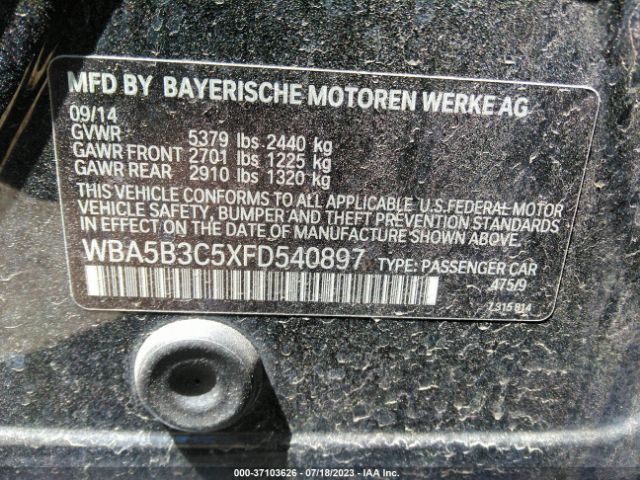 MFD BY BAYERISCHE MOTOREN WERKE AG
09/14
GVWR 5379 lbs 2440 kg
GAWR FRONT 2701 lbs 1225 kg
GAWR REAR 2910 lbs 1320 kg
THIS VEHICLE CONFORMS TO ALL APPLICABLE U.S.FEDERAL MOTOR
VEHICLE SAFETY, BUMPER AND THEFT PREVENTION STANDARDS
IN EFFECT ON THE DATE OF MANUFACTURE SHOWN ABOVE.
WBA5B3C5XFD540897 TYPE: PASSENGER CAR
475/9
7 315 814
000-37103626 - 07/18/2023 - IAA Inc.